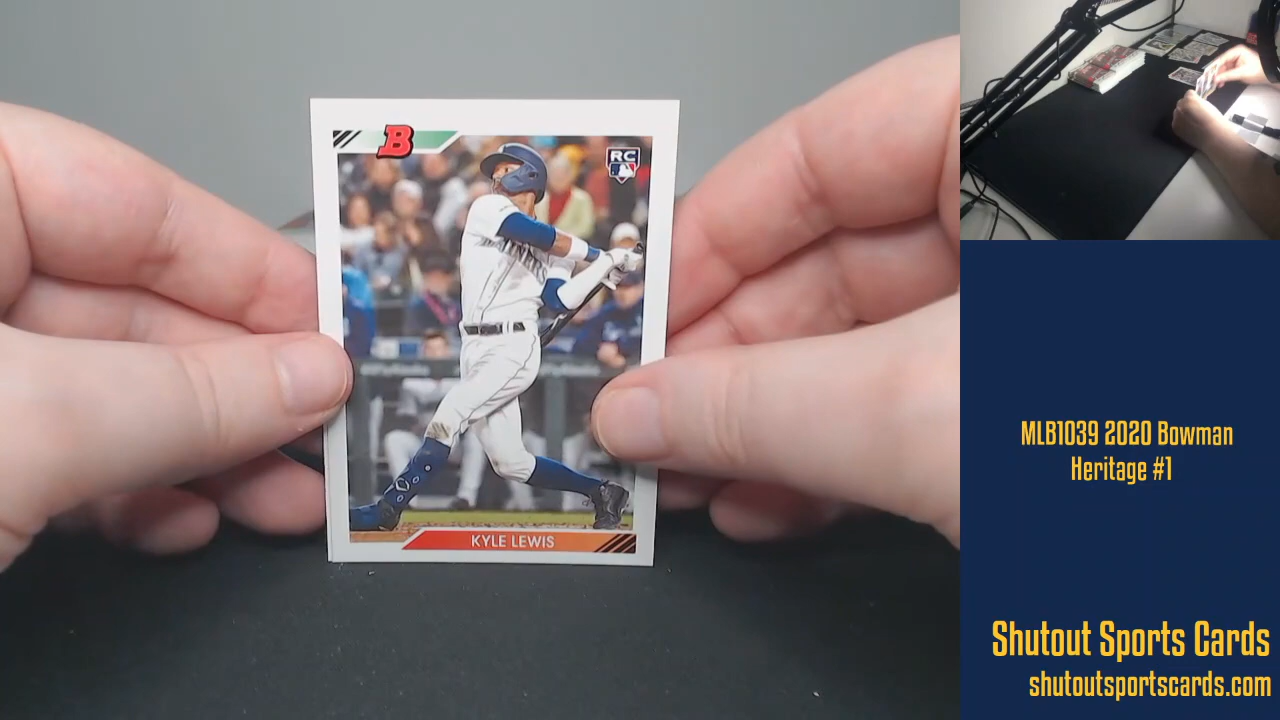 B
RC
KYLE LEWIS
MLB1039 2020 Bowman
Heritage #1
Shutout Sports Cards
shutoutsportscards.com